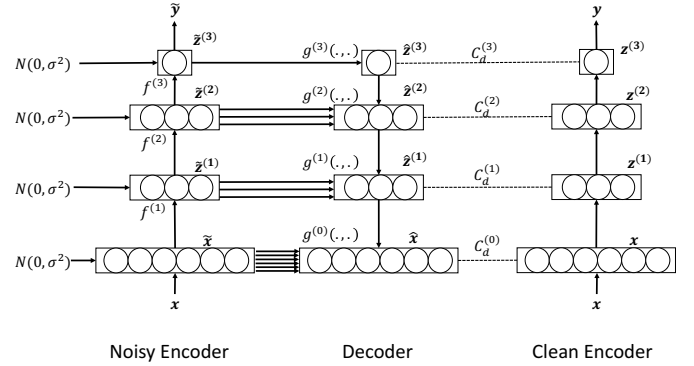 ỹ y
z̃⁽³⁾ g⁽³⁾(.,.) ẑ⁽³⁾ C_d⁽³⁾ z⁽³⁾
N(0, σ²)
f⁽³⁾
z̃⁽²⁾ g⁽²⁾(.,.) ẑ⁽²⁾ C_d⁽²⁾ z⁽²⁾
N(0, σ²)
f⁽²⁾
z̃⁽¹⁾ g⁽¹⁾(.,.) ẑ⁽¹⁾ C_d⁽¹⁾ z⁽¹⁾
N(0, σ²)
f⁽¹⁾
x̃ g⁽⁰⁾(.,.) x̂ C_d⁽⁰⁾ x
N(0, σ²)
x x
Noisy Encoder Decoder Clean Encoder